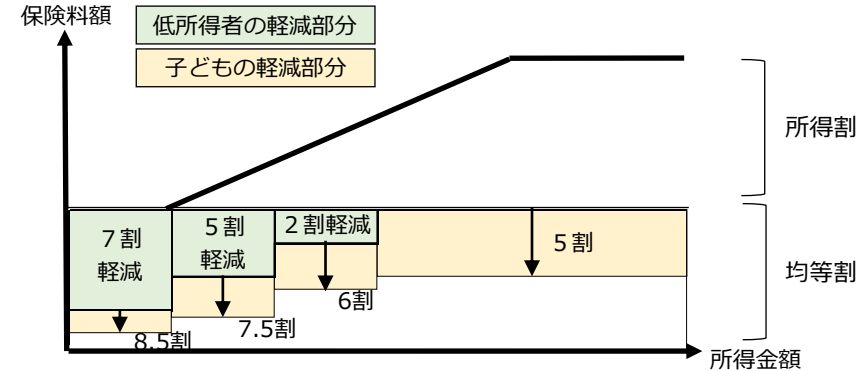 保険料額
低所得者の軽減部分
子どもの軽減部分
所得割
7割
軽減
5割
軽減
2割軽減
5割
均等割
6割
7.5割
8.5割
所得金額